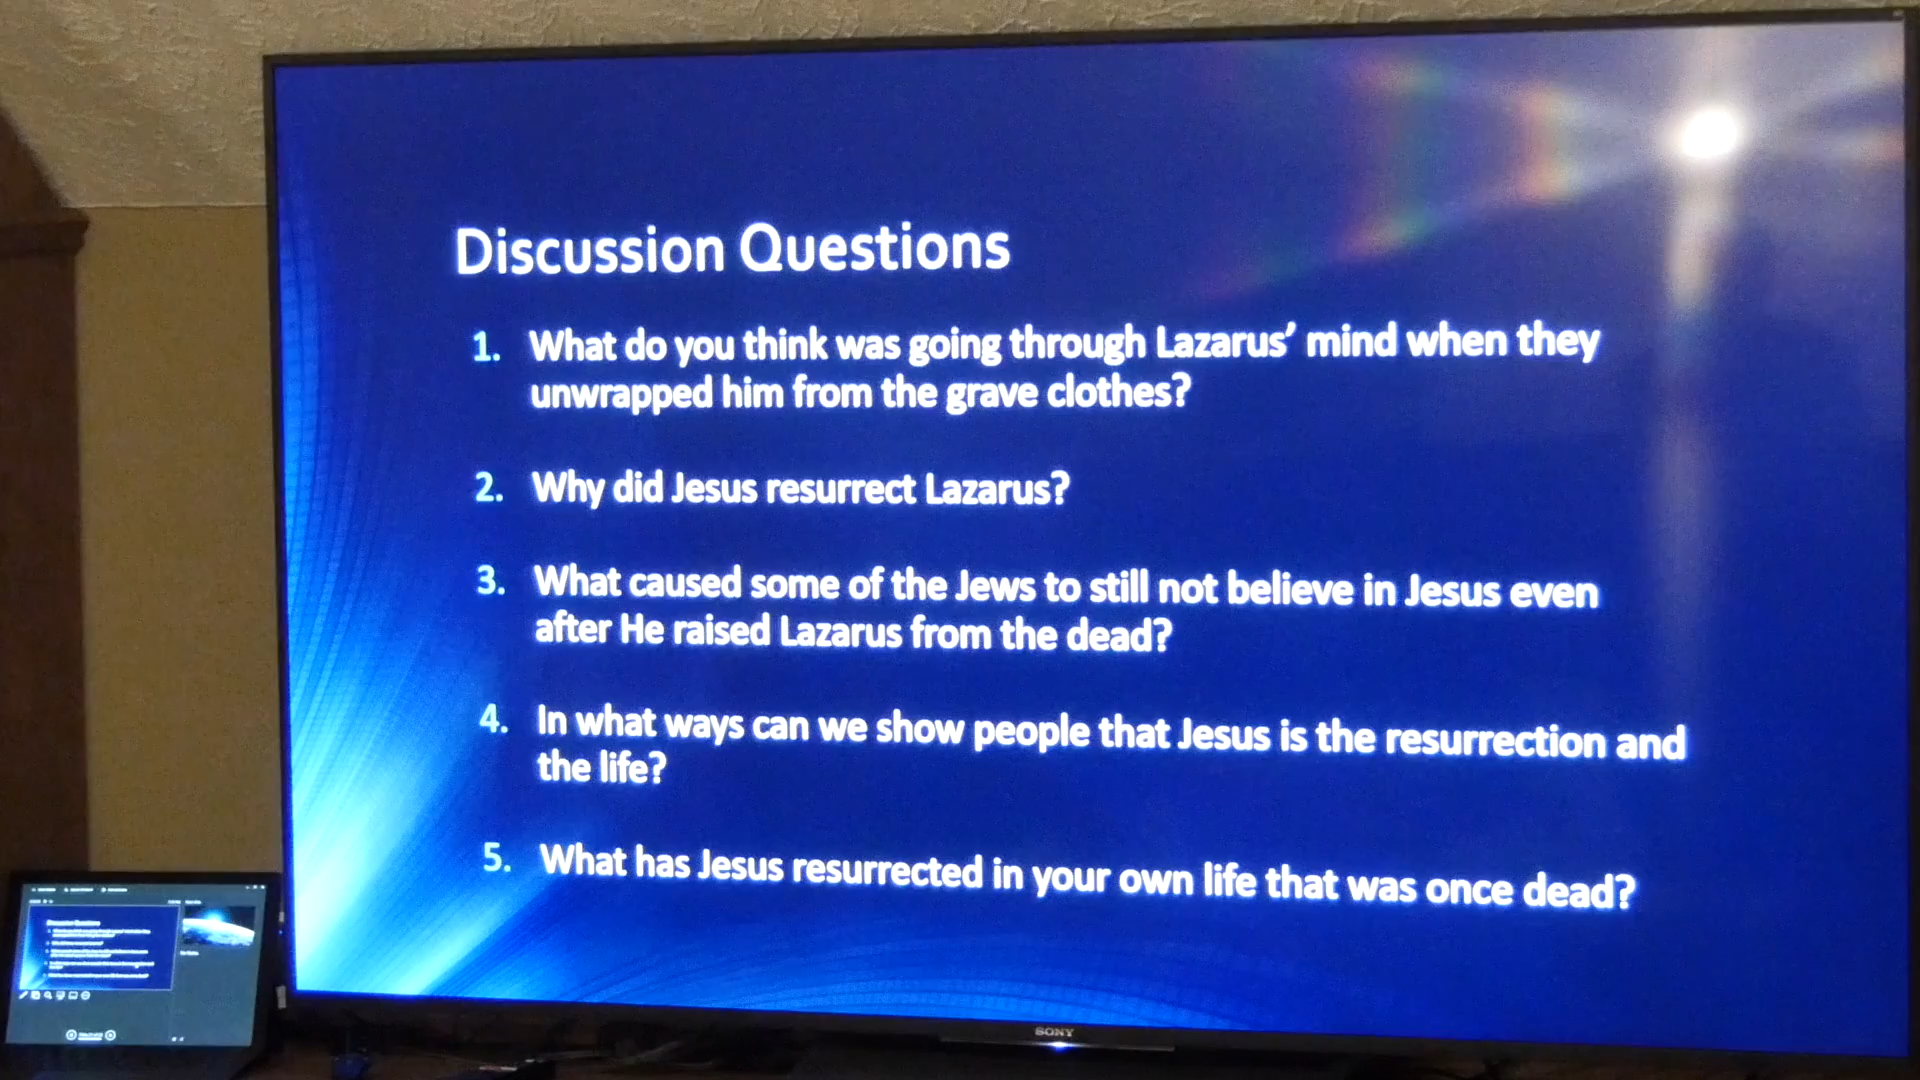 Discussion Questions
1. What do you think was going through Lazarus' mind when they
unwrapped him from the grave clothes?
2. Why did Jesus resurrect Lazarus?
3. What caused some of the Jews to still not believe in Jesus even
after He raised Lazarus from the dead?
4. In what ways can we show people that Jesus is the resurrection and
the life?
5. What has Jesus resurrected in your own life that was once dead?
SONY
Discussion Questions